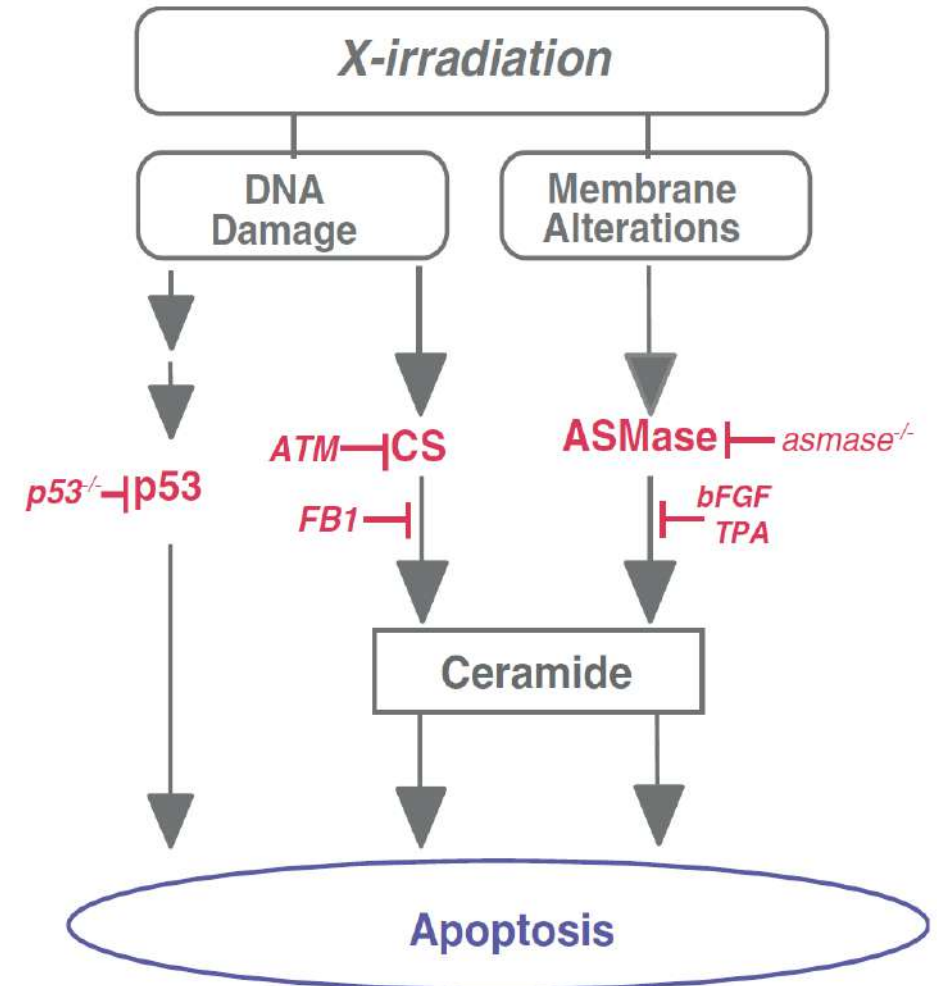 X-irradiation
DNA
Damage
Membrane
Alterations
ATM
CS
ASMase
asmase-/-
p53-/-
p53
FB1
bFGF
TPA
Ceramide
Apoptosis